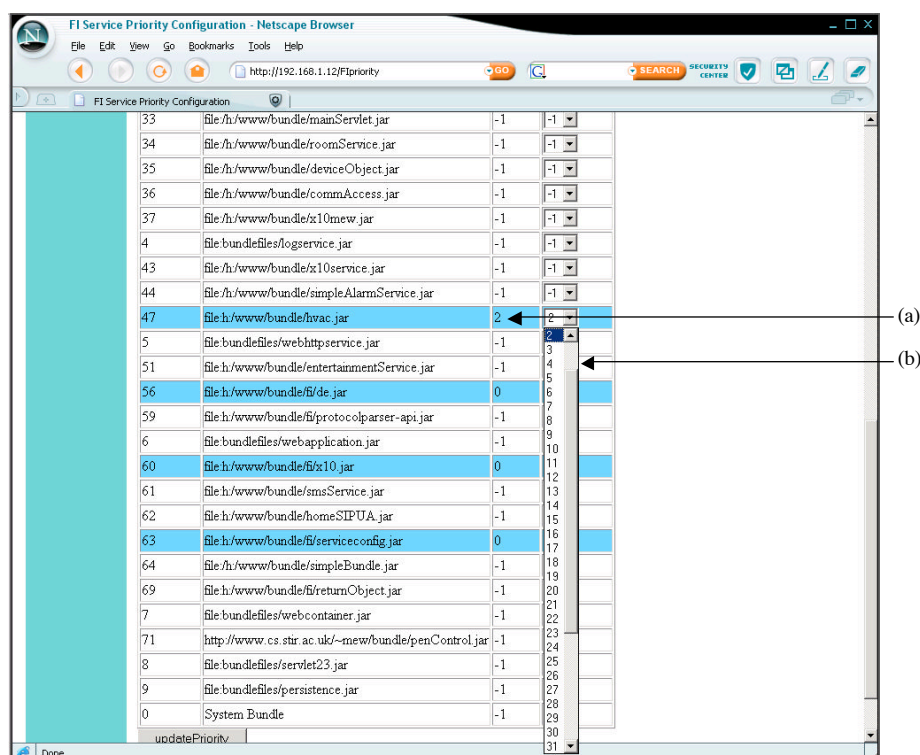 FI Service Priority Configuration - Netscape Browser
File Edit View Go Bookmarks Tools Help
http://192.168.1.12/FIpriority GO G SEARCH SECURITY CENTER
FI Service Priority Configuration
33 file:/h:/www/bundle/mainServlet.jar -1 -1
34 file:/h:/www/bundle/roomService.jar -1 -1
35 file:/h:/www/bundle/deviceObject.jar -1 -1
36 file:/h:/www/bundle/commAccess.jar -1 -1
37 file:/h:/www/bundle/x10mew.jar -1 -1
4 file:bundlefiles/logservice.jar -1 -1
43 file:/h:/www/bundle/x10service.jar -1 -1
44 file:/h:/www/bundle/simpleAlarmService.jar -1 -1
47 file:h:/www/bundle/hvac.jar 2 2 (a)
5 file:bundlefiles/webhttpservice.jar -1
51 file:/h:/www/bundle/entertainmentService.jar -1
56 file:h:/www/bundle/fi/de.jar 0
59 file:h:/www/bundle/fi/protocolparser-api.jar -1
6 file:bundlefiles/webapplication.jar -1
60 file:h:/www/bundle/fi/x10.jar 0
61 file:h:/www/bundle/smsService.jar -1
62 file:h:/www/bundle/homeSIPUA.jar -1
63 file:h:/www/bundle/fi/serviceconfig.jar 0
64 file:/h:/www/bundle/simpleBundle.jar -1
69 file:h:/www/bundle/fi/returnObject.jar -1
7 file:bundlefiles/webcontainer.jar -1
71 http://www.cs.stir.ac.uk/~mew/bundle/penControl.jar -1
8 file:bundlefiles/servlet23.jar -1
9 file:bundlefiles/persistence.jar -1
0 System Bundle -1
2
3
4 (b)
5
6
7
8
9
10
11
12
13
14
15
16
17
18
19
20
21
22
23
24
25
26
27
28
29
30
31
updatePriority
Done